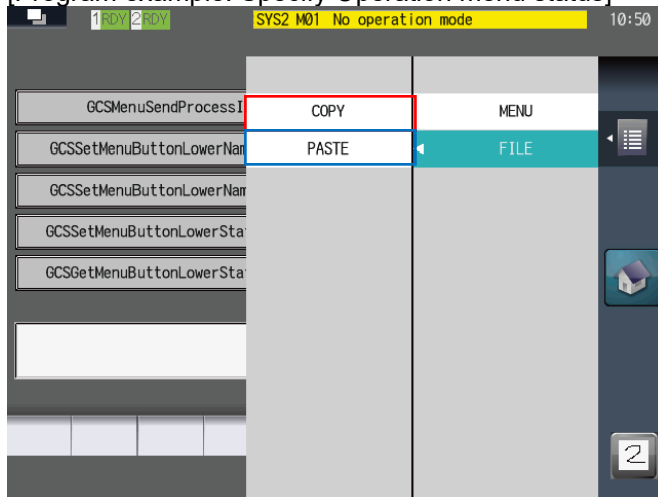 [Program example: Specify Operation menu status]
1RDY 2RDY SYS2 M01 No operation mode 10:50
GCSMenuSendProcessI COPY MENU
GCSSetMenuButtonLowerNam PASTE FILE
GCSSetMenuButtonLowerNam
GCSSetMenuButtonLowerSta
GCSGetMenuButtonLowerSta
2